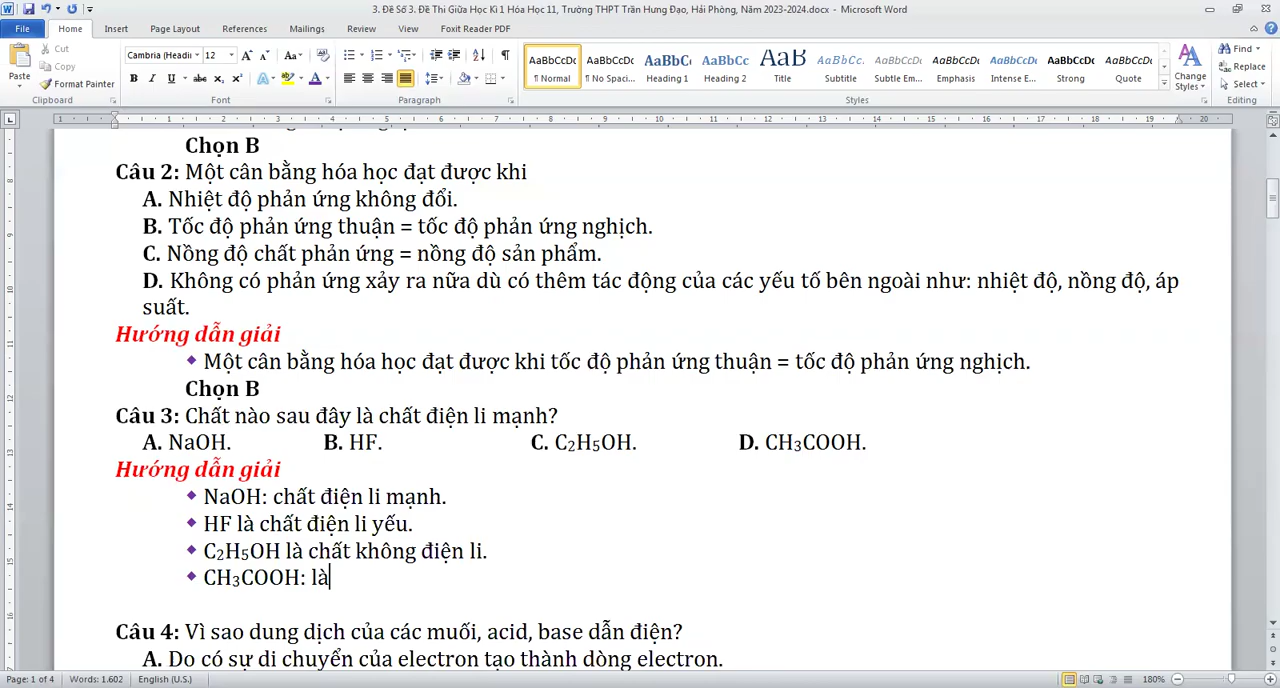 3. Đề Số 3. Đề Thi Giữa Học Kì 1 Hóa Học 11, Trường THPT Trần Hưng Đạo, Hải Phòng, Năm 2023-2024.docx - Microsoft Word
File Home Insert Page Layout References Mailings Review View Foxit Reader PDF
Paste
Cut
Copy
Format Painter
Clipboard
Cambria (Headi 12
Font
Paragraph
AaBbCcDc AaBbCcDc AaBbC AaBbCc AaB AaBbCc. AaBbCcDc AaBbCcDc AaBbCcDc AaBbCcDc AaBbCcDc
¶ Normal ¶ No Spaci... Heading 1 Heading 2 Title Subtitle Subtle Em... Emphasis Intense E... Strong Quote
Styles
Change Styles
Find
Replace
Select
Editing
Chọn B
Câu 2: Một cân bằng hóa học đạt được khi
A. Nhiệt độ phản ứng không đổi.
B. Tốc độ phản ứng thuận = tốc độ phản ứng nghịch.
C. Nồng độ chất phản ứng = nồng độ sản phẩm.
D. Không có phản ứng xảy ra nữa dù có thêm tác động của các yếu tố bên ngoài như: nhiệt độ, nồng độ, áp
suất.
Hướng dẫn giải
Một cân bằng hóa học đạt được khi tốc độ phản ứng thuận = tốc độ phản ứng nghịch.
Chọn B
Câu 3: Chất nào sau đây là chất điện li mạnh?
A. NaOH. B. HF. C. C2H5OH. D. CH3COOH.
Hướng dẫn giải
NaOH: chất điện li mạnh.
HF là chất điện li yếu.
C2H5OH là chất không điện li.
CH3COOH: là
Câu 4: Vì sao dung dịch của các muối, acid, base dẫn điện?
A. Do có sự di chuyển của electron tạo thành dòng electron.
Page: 1 of 4 Words: 1.602 English (U.S.) 180%